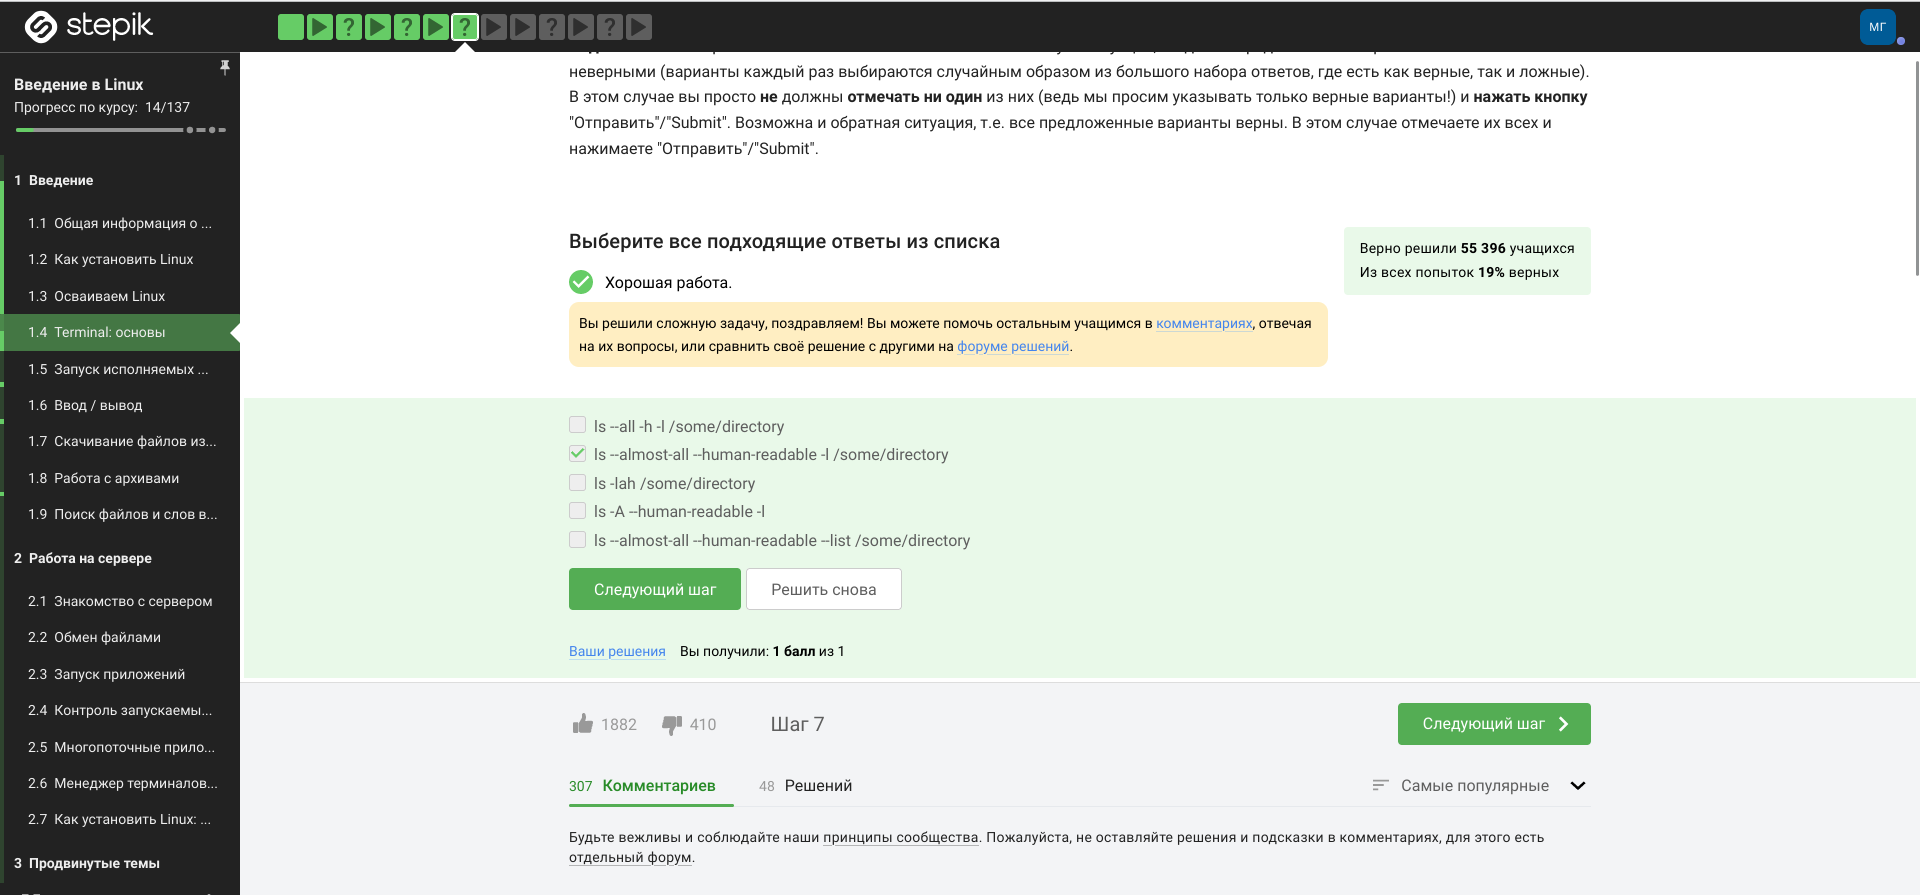 stepik
МГ
Введение в Linux
Прогресс по курсу: 14/137
1 Введение
1.1 Общая информация о ...
1.2 Как установить Linux
1.3 Осваиваем Linux
1.4 Terminal: основы
1.5 Запуск исполняемых ...
1.6 Ввод / вывод
1.7 Скачивание файлов из...
1.8 Работа с архивами
1.9 Поиск файлов и слов в...
2 Работа на сервере
2.1 Знакомство с сервером
2.2 Обмен файлами
2.3 Запуск приложений
2.4 Контроль запускаемы...
2.5 Многопоточные прило...
2.6 Менеджер терминалов...
2.7 Как установить Linux: ...
3 Продвинутые темы
неверными (варианты каждый раз выбираются случайным образом из большого набора ответов, где есть как верные, так и ложные).
В этом случае вы просто не должны отмечать ни один из них (ведь мы просим указывать только верные варианты!) и нажать кнопку
"Отправить"/"Submit". Возможна и обратная ситуация, т.е. все предложенные варианты верны. В этом случае отмечаете их всех и
нажимаете "Отправить"/"Submit".
Выберите все подходящие ответы из списка
Верно решили 55 396 учащихся
Из всех попыток 19% верных
Хорошая работа.
Вы решили сложную задачу, поздравляем! Вы можете помочь остальным учащимся в комментариях, отвечая
на их вопросы, или сравнить своё решение с другими на форуме решений.
ls --all -h -l /some/directory
ls --almost-all --human-readable -l /some/directory
ls -lah /some/directory
ls -A --human-readable -l
ls --almost-all --human-readable --list /some/directory
Следующий шаг Решить снова
Ваши решения Вы получили: 1 балл из 1
1882 410 Шаг 7 Следующий шаг
307 Комментариев 48 Решений Самые популярные
Будьте вежливы и соблюдайте наши принципы сообщества. Пожалуйста, не оставляйте решения и подсказки в комментариях, для этого есть
отдельный форум.